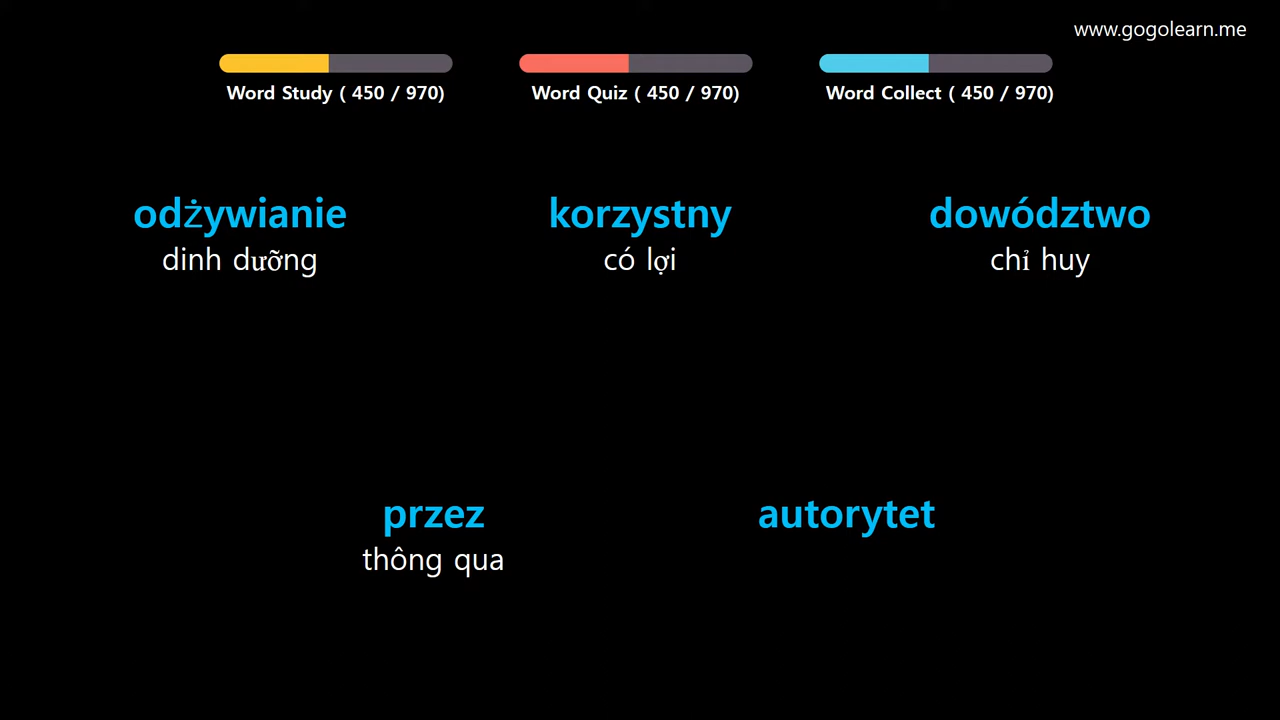 www.gogolearn.me
Word Study ( 450 / 970)
Word Quiz ( 450 / 970)
Word Collect ( 450 / 970)
odżywianie
dinh dưỡng
korzystny
có lợi
dowództwo
chỉ huy
przez
thông qua
autorytet